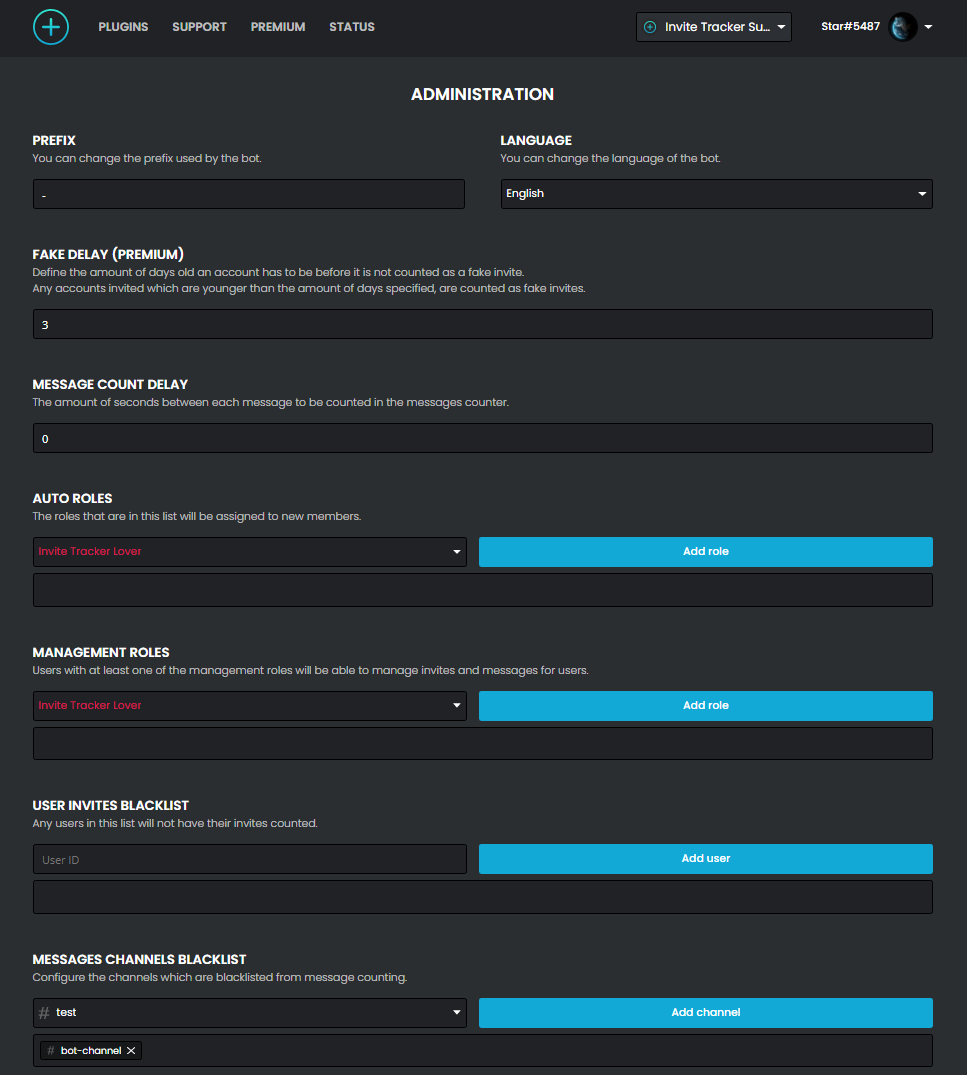 PLUGINS SUPPORT PREMIUM STATUS Invite Tracker Su... Star#5487
ADMINISTRATION
PREFIX
You can change the prefix used by the bot.
-
LANGUAGE
You can change the language of the bot.
English
FAKE DELAY (PREMIUM)
Define the amount of days old an account has to be before it is not counted as a fake invite.
Any accounts invited which are younger than the amount of days specified, are counted as fake invites.
3
MESSAGE COUNT DELAY
The amount of seconds between each message to be counted in the messages counter.
0
AUTO ROLES
The roles that are in this list will be assigned to new members.
Invite Tracker Lover Add role
MANAGEMENT ROLES
Users with at least one of the management roles will be able to manage invites and messages for users.
Invite Tracker Lover Add role
USER INVITES BLACKLIST
Any users in this list will not have their invites counted.
User ID Add user
MESSAGES CHANNELS BLACKLIST
Configure the channels which are blacklisted from message counting.
# test Add channel
# bot-channel ×